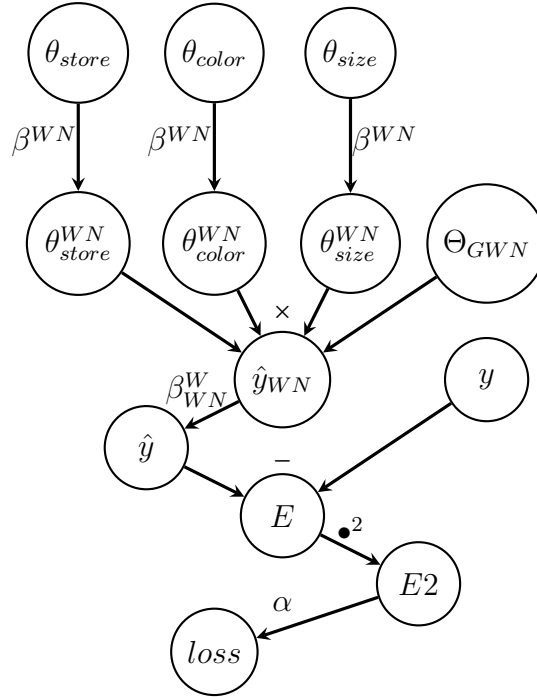 θ_store θ_color θ_size
β^WN β^WN β^WN
θ^WN_store θ^WN_color θ^WN_size Θ_GWN
×
β^W_WN ŷ_WN y
ŷ
−
E •²
E2
α
loss